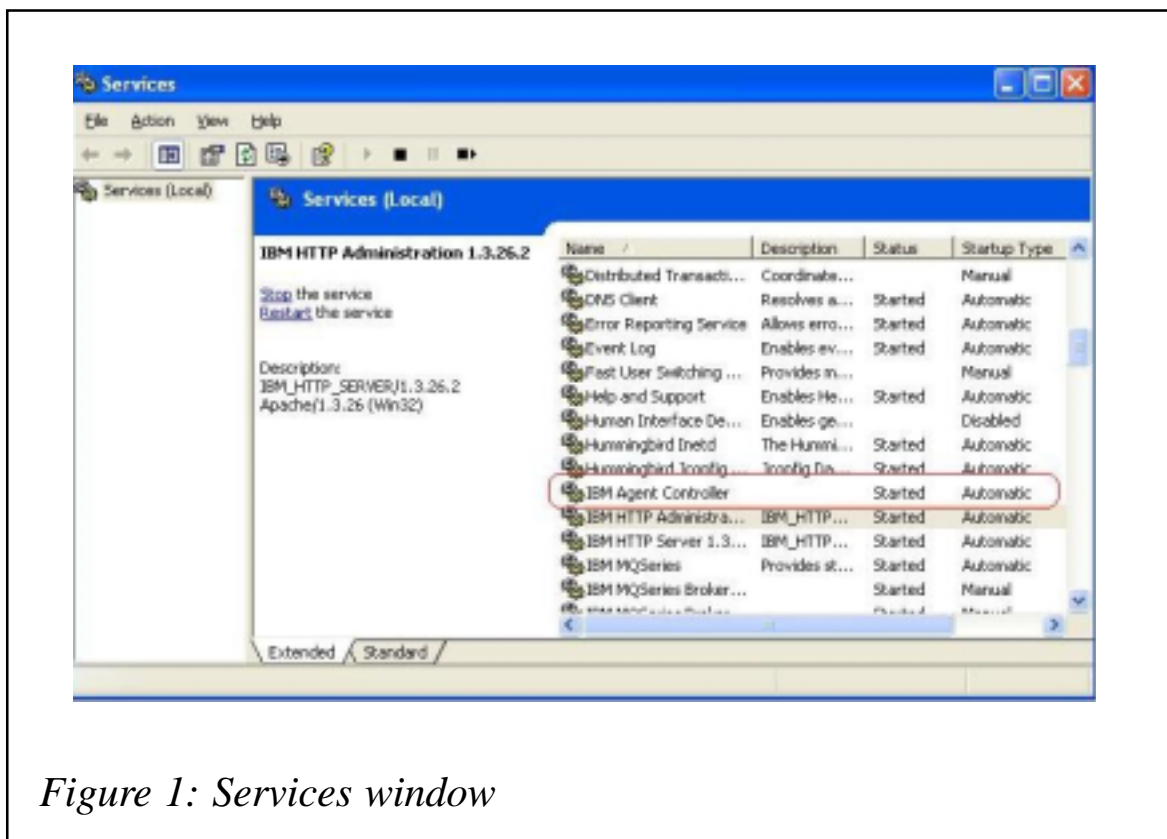 Services
File Action View Help
Services (Local)
Services (Local)
IBM HTTP Administration 1.3.26.2
Stop the service
Restart the service
Description:
IBM_HTTP_SERVER/1.3.26.2
Apache/1.3.26 (Win32)
Name Description Status Startup Type
Distributed Transacti... Coordinate... Manual
DNS Client Resolves a... Started Automatic
Error Reporting Service Allows erro... Started Automatic
Event Log Enables ev... Started Automatic
Fast User Switching ... Provides m... Manual
Help and Support Enables He... Started Automatic
Human Interface De... Enables ge... Disabled
Hummingbird Inetd The Hummi... Started Automatic
Hummingbird Jconfig ... Jconfig Da... Started Automatic
IBM Agent Controller Started Automatic
IBM HTTP Administra... IBM_HTTP... Started Automatic
IBM HTTP Server 1.3... IBM_HTTP... Started Automatic
IBM MQSeries Provides st... Started Automatic
IBM MQSeries Broker... Started Manual
Extended Standard
Figure 1: Services window